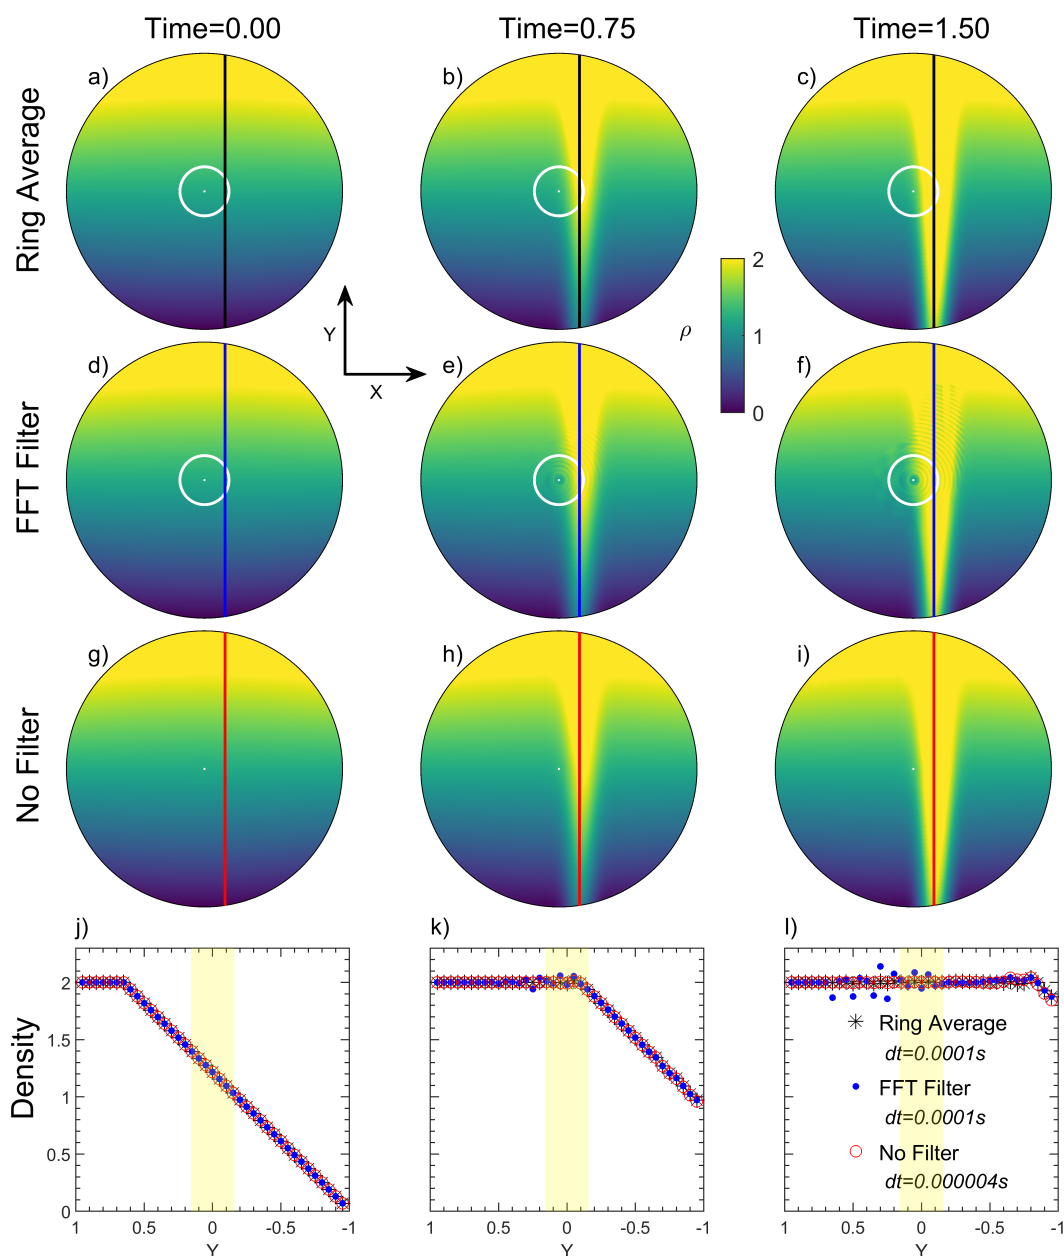 Time=0.00 Time=0.75 Time=1.50
a) b) c)
Ring Average
Y
X
ρ
2
1
0
d) e) f)
FFT Filter
g) h) i)
No Filter
j) k) l)
Density
2
1.5
1
0.5
0
1 0.5 0 -0.5 -1
Y
1 0.5 0 -0.5 -1
Y
Ring Average
dt=0.0001s
FFT Filter
dt=0.0001s
No Filter
dt=0.000004s
1 0.5 0 -0.5 -1
Y